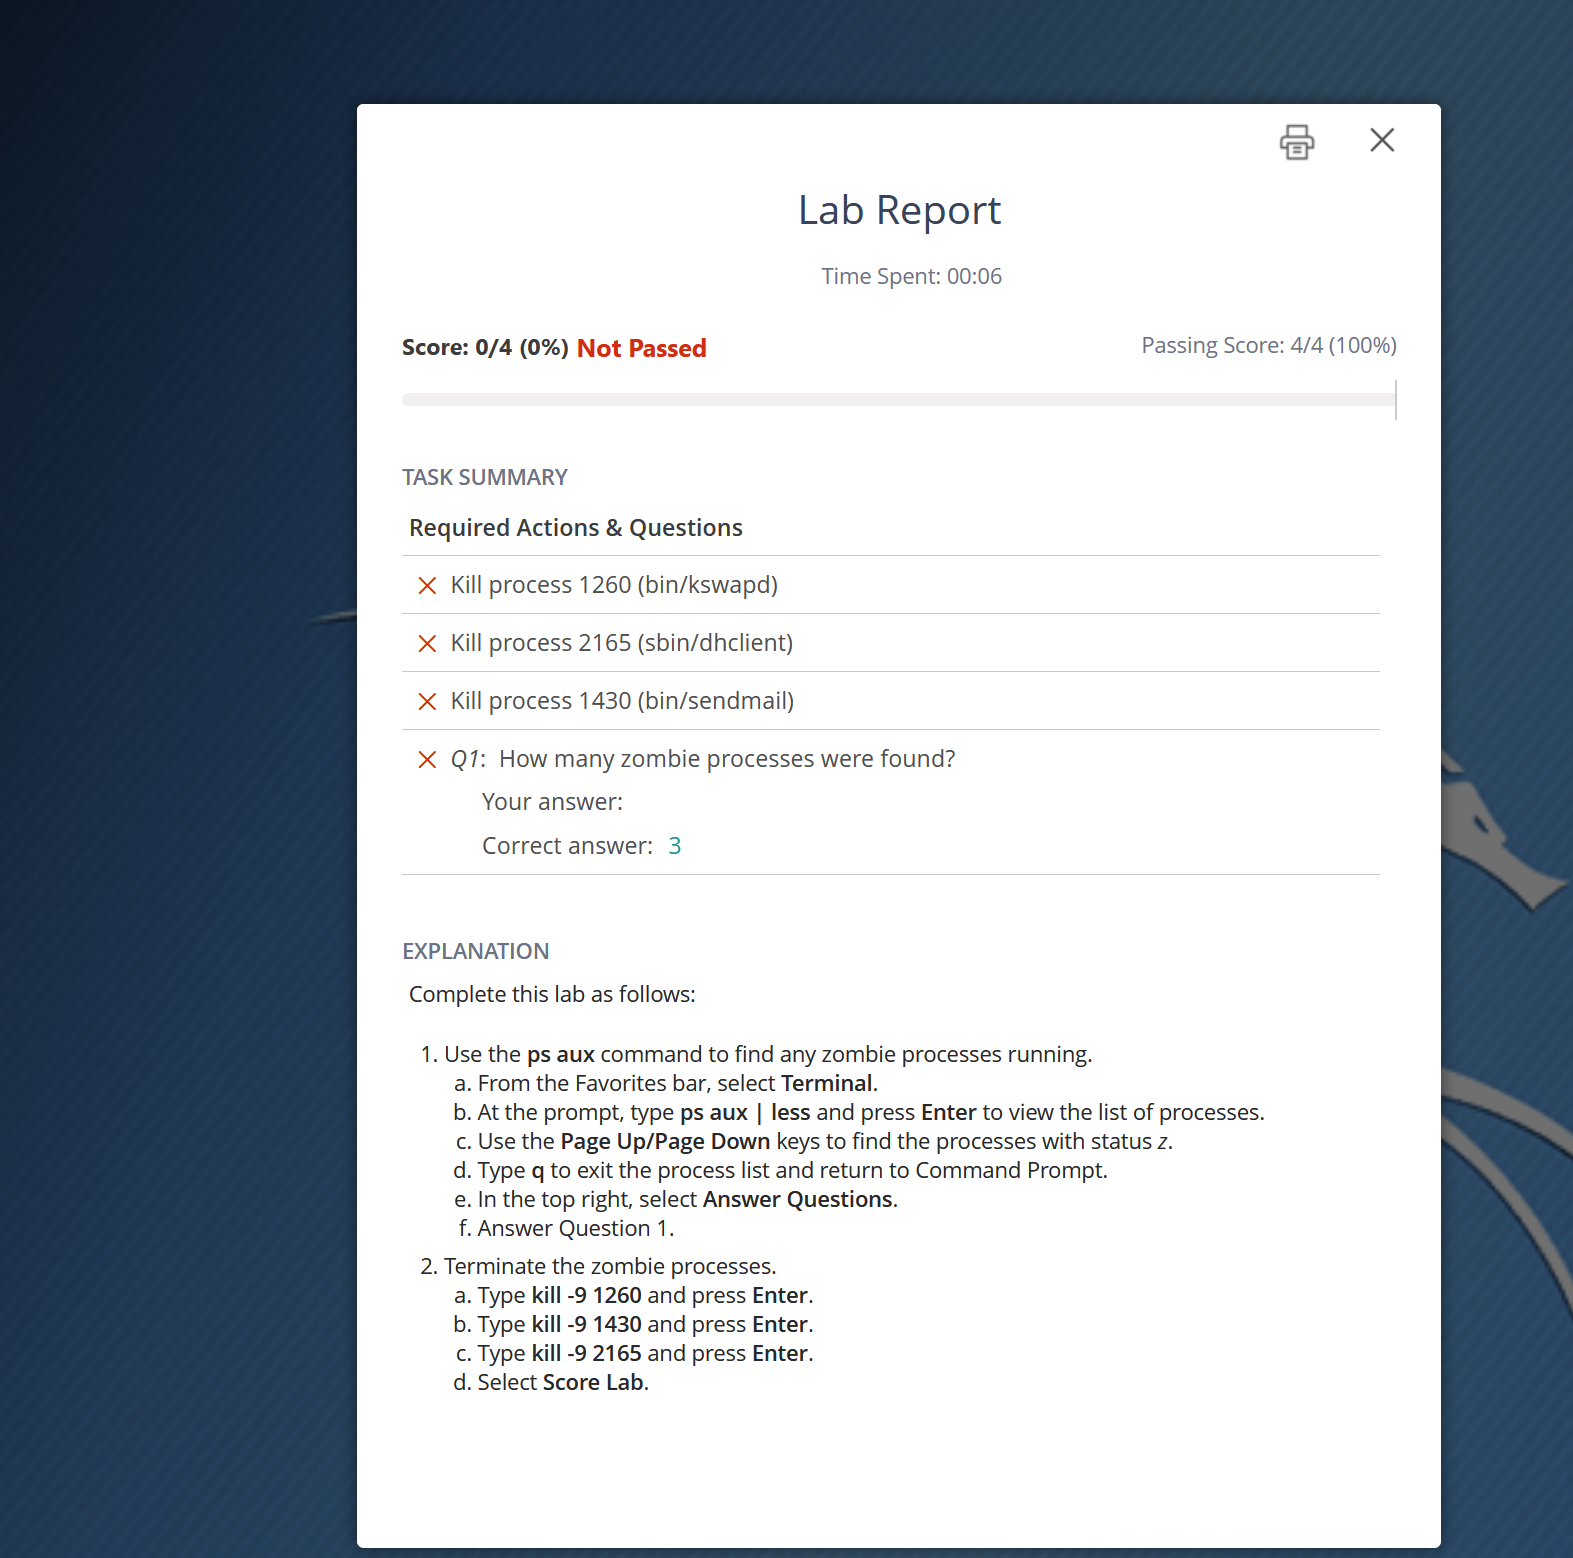 Lab Report
Time Spent: 00:06
Score: 0/4 (0%) Not Passed
Passing Score: 4/4 (100%)
TASK SUMMARY
Required Actions & Questions
Kill process 1260 (bin/kswapd)
Kill process 2165 (sbin/dhclient)
Kill process 1430 (bin/sendmail)
Q1: How many zombie processes were found?
Your answer:
Correct answer: 3
EXPLANATION
Complete this lab as follows:
1. Use the ps aux command to find any zombie processes running.
a. From the Favorites bar, select Terminal.
b. At the prompt, type ps aux | less and press Enter to view the list of processes.
c. Use the Page Up/Page Down keys to find the processes with status z.
d. Type q to exit the process list and return to Command Prompt.
e. In the top right, select Answer Questions.
f. Answer Question 1.
2. Terminate the zombie processes.
a. Type kill -9 1260 and press Enter.
b. Type kill -9 1430 and press Enter.
c. Type kill -9 2165 and press Enter.
d. Select Score Lab.